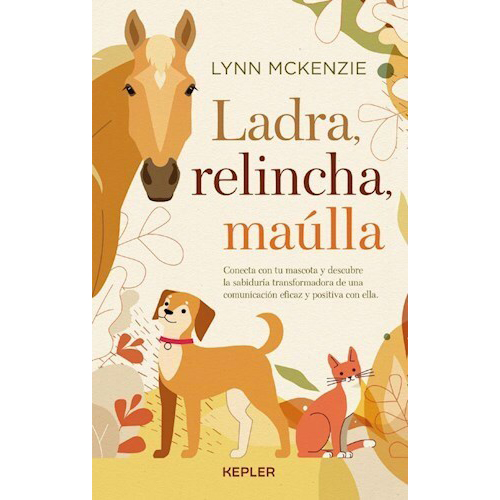 LYNN MCKENZIE
Ladra,
relincha,
maúlla
Conecta con tu mascota y descubre
la sabiduría transformadora de una
comunicación eficaz y positiva con ella.
KEPLER